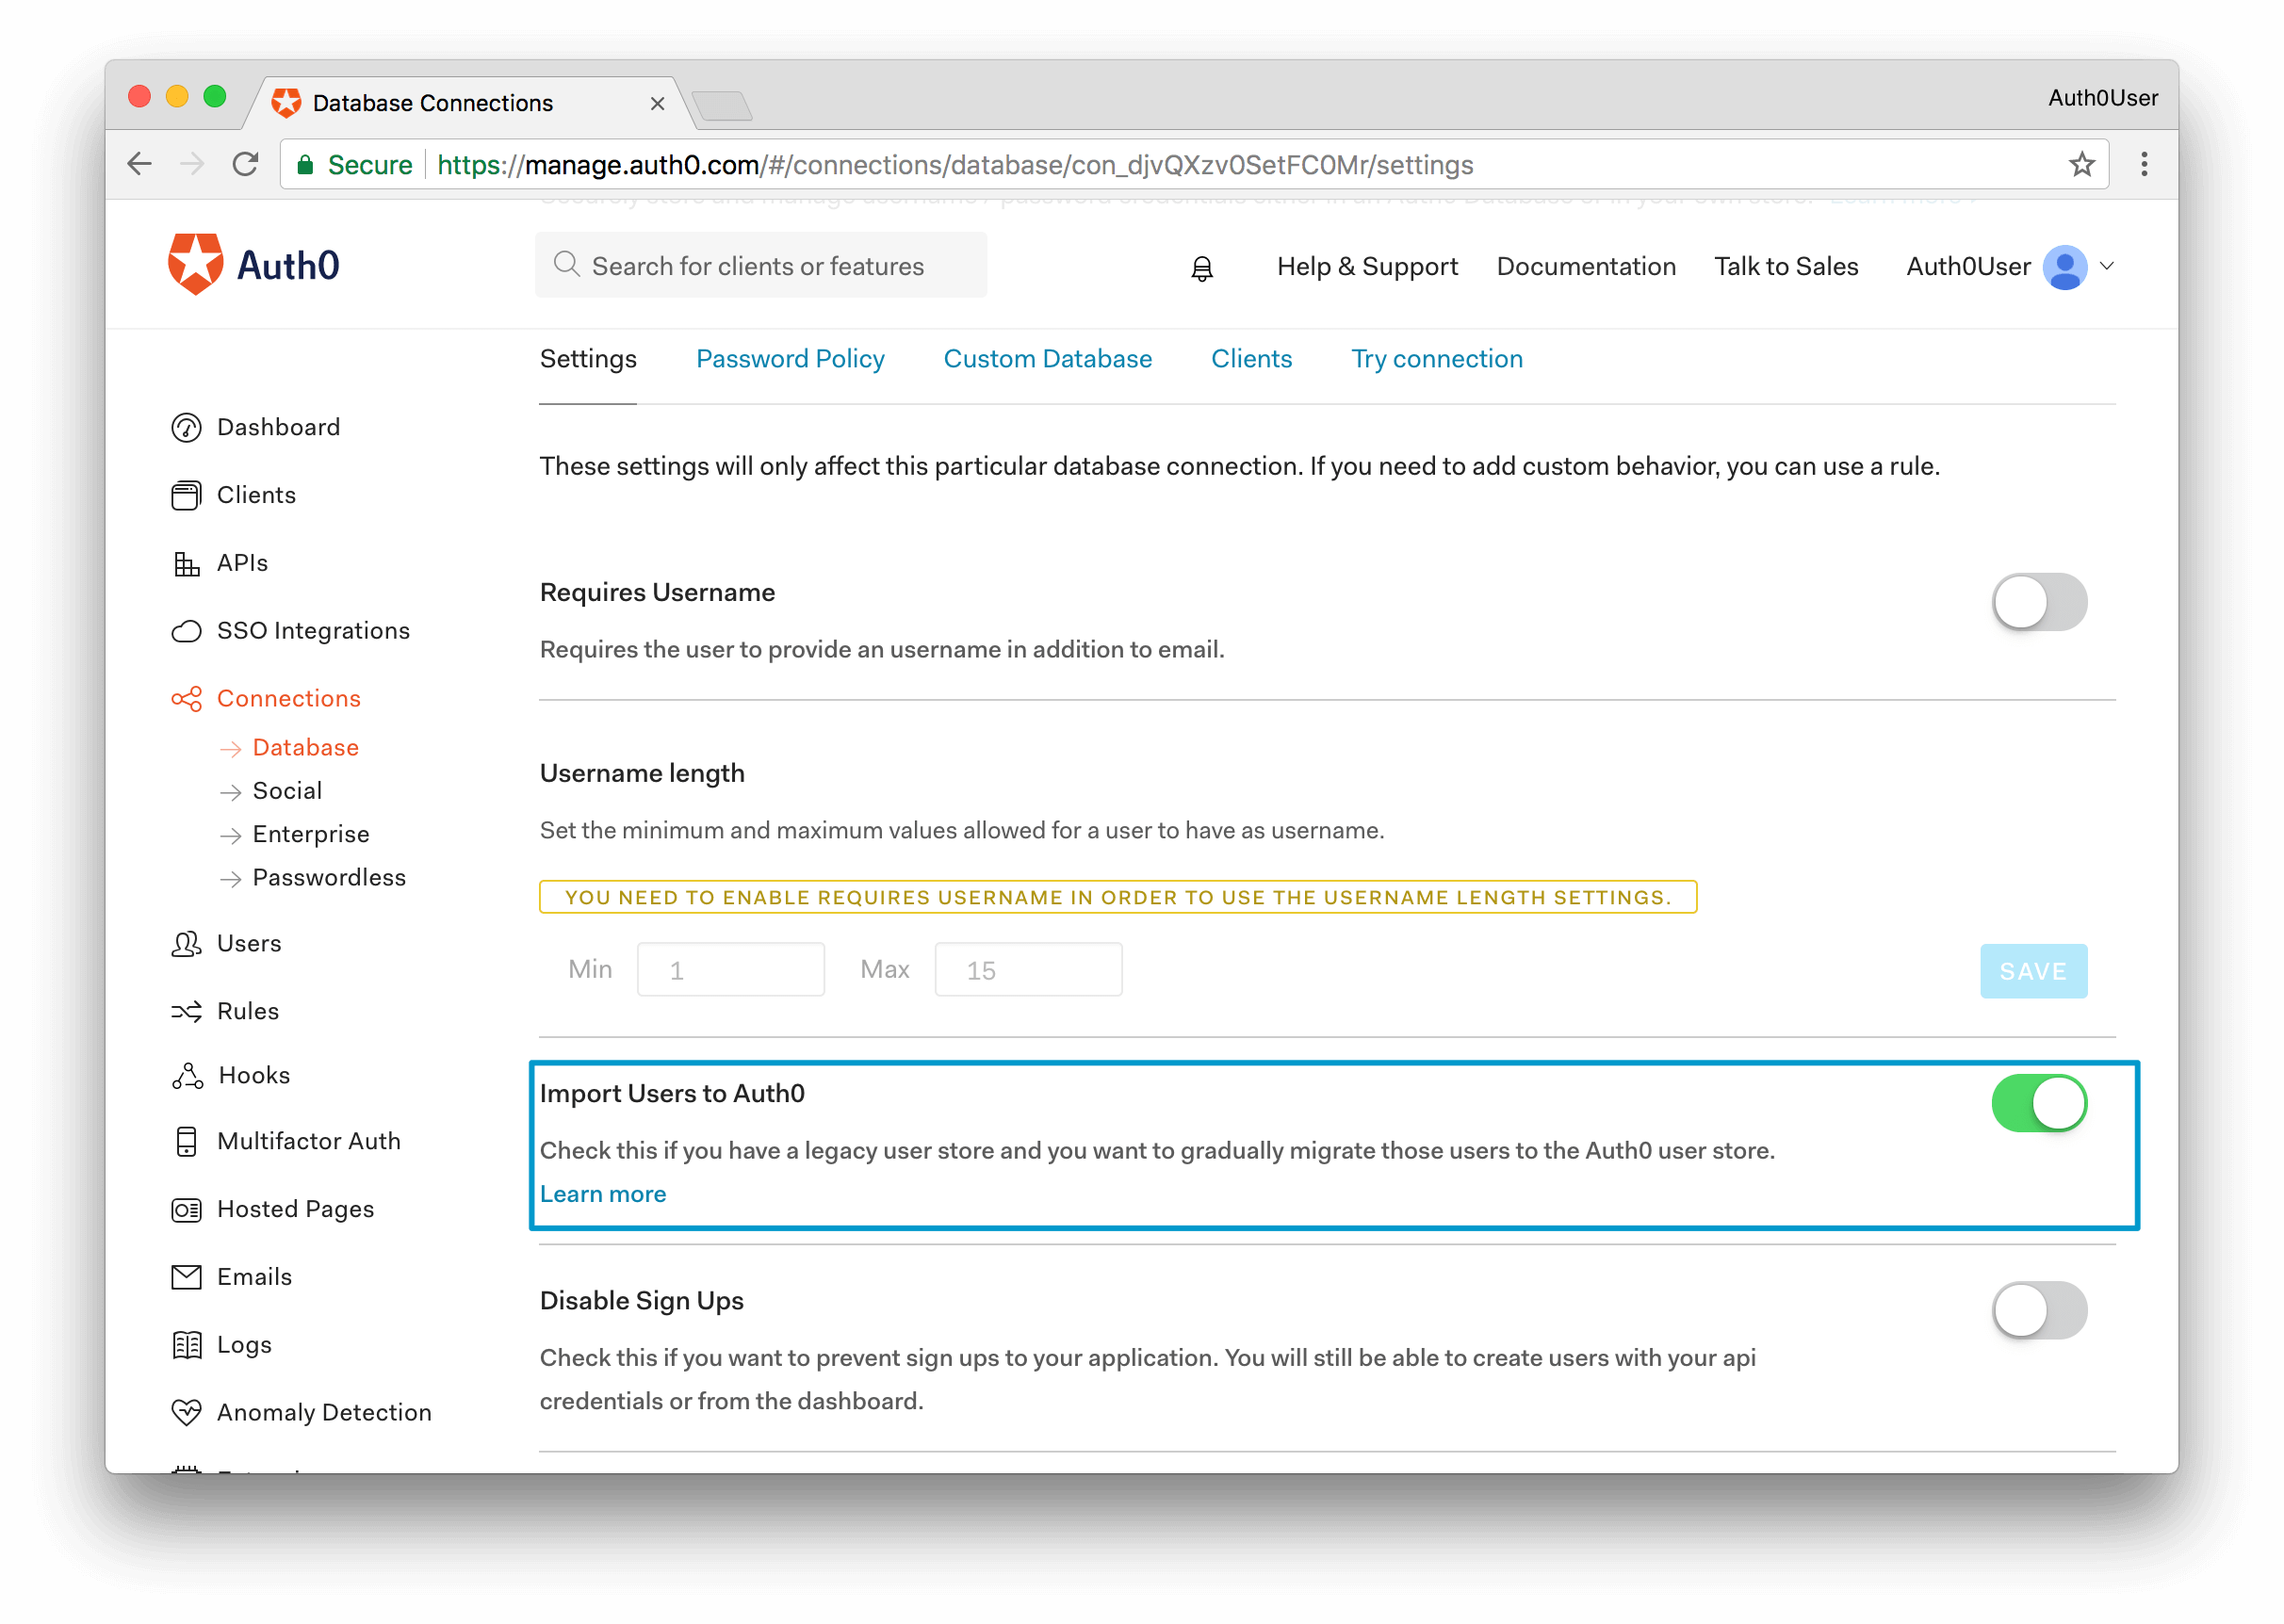 Database Connections
Auth0User
Secure https://manage.auth0.com/#/connections/database/con_djvQXzv0SetFC0Mr/settings
Auth0
Search for clients or features
Help & Support
Documentation
Talk to Sales
Auth0User
Settings
Password Policy
Custom Database
Clients
Try connection
Dashboard
Clients
APIs
SSO Integrations
Connections
Database
Social
Enterprise
Passwordless
Users
Rules
Hooks
Multifactor Auth
Hosted Pages
Emails
Logs
Anomaly Detection
These settings will only affect this particular database connection. If you need to add custom behavior, you can use a rule.
Requires Username
Requires the user to provide an username in addition to email.
Username length
Set the minimum and maximum values allowed for a user to have as username.
YOU NEED TO ENABLE REQUIRES USERNAME IN ORDER TO USE THE USERNAME LENGTH SETTINGS.
Min 1 Max 15 SAVE
Import Users to Auth0
Check this if you have a legacy user store and you want to gradually migrate those users to the Auth0 user store.
Learn more
Disable Sign Ups
Check this if you want to prevent sign ups to your application. You will still be able to create users with your api
credentials or from the dashboard.